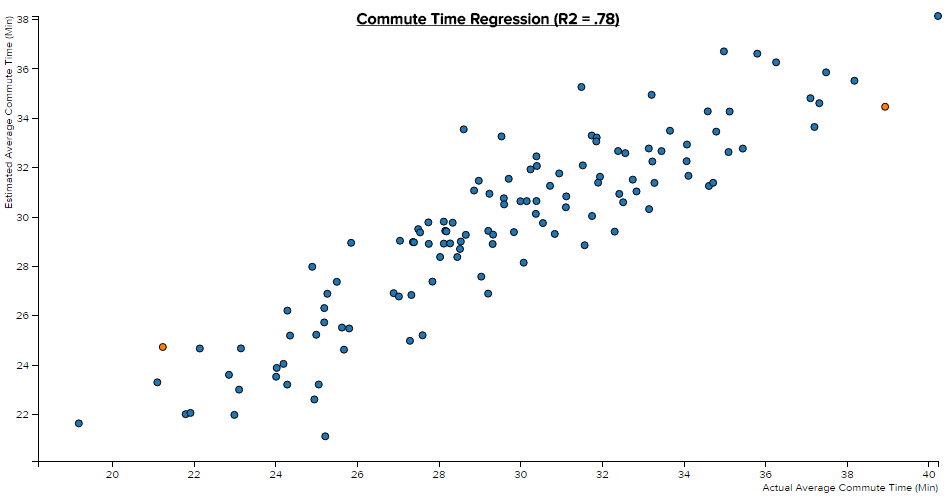 Commute Time Regression (R2 = .78)
Estimated Average Commute Time (Min)
38
36
34
32
30
28
26
24
22
20 22 24 26 28 30 32 34 36 38 40
Actual Average Commute Time (Min)